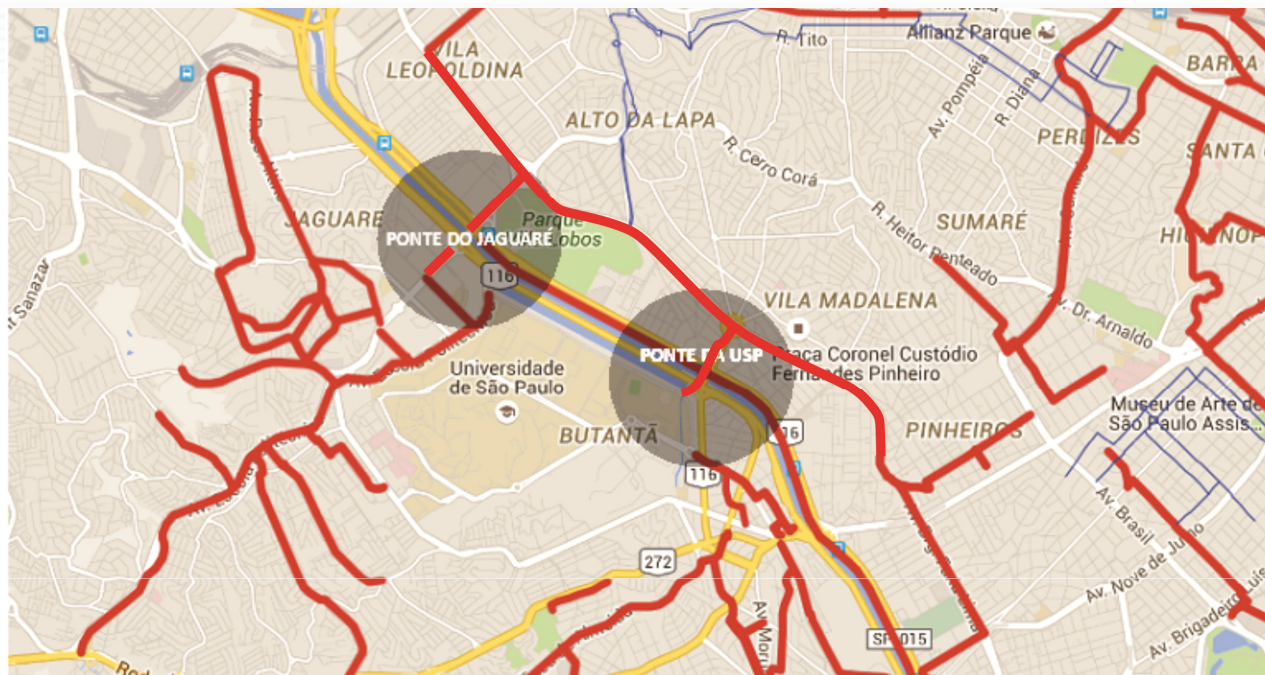 R. Tito
Allianz Parque
VILA
LEOPOLDINA
BARRA
Av. Pompéia
R. Diana
ALTO DA LAPA
PERDIZES
R. Cerro Corá
SANTA
JAGUARÉ
Parque
Lobos
PONTE DO JAGUARÉ
R. Heitor Penteado
SUMARÉ
116
VILA MADALENA
Av. Dr. Arnaldo
PONTE DA USP
Praça Coronel Custódio
Fernandes Pinheiro
Universidade
de São Paulo
Museu de Arte de
São Paulo Assis...
BUTANTÃ
PINHEIROS
116
116
Av. Brasil
272
Av. Nove de Julho
SP 015
Av. Brigadeiro Luis